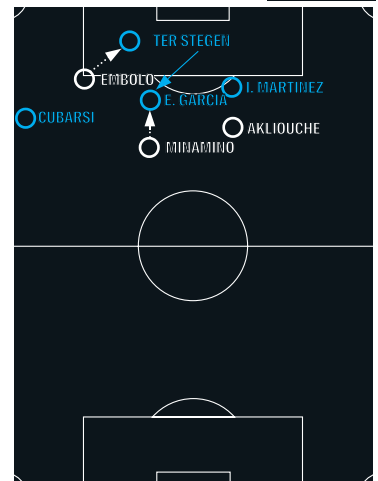 TER STEGEN
EMBOLO
I. MARTINEZ
E. GARCIA
CUBARSI
AKLIOUCHE
MINAMINO